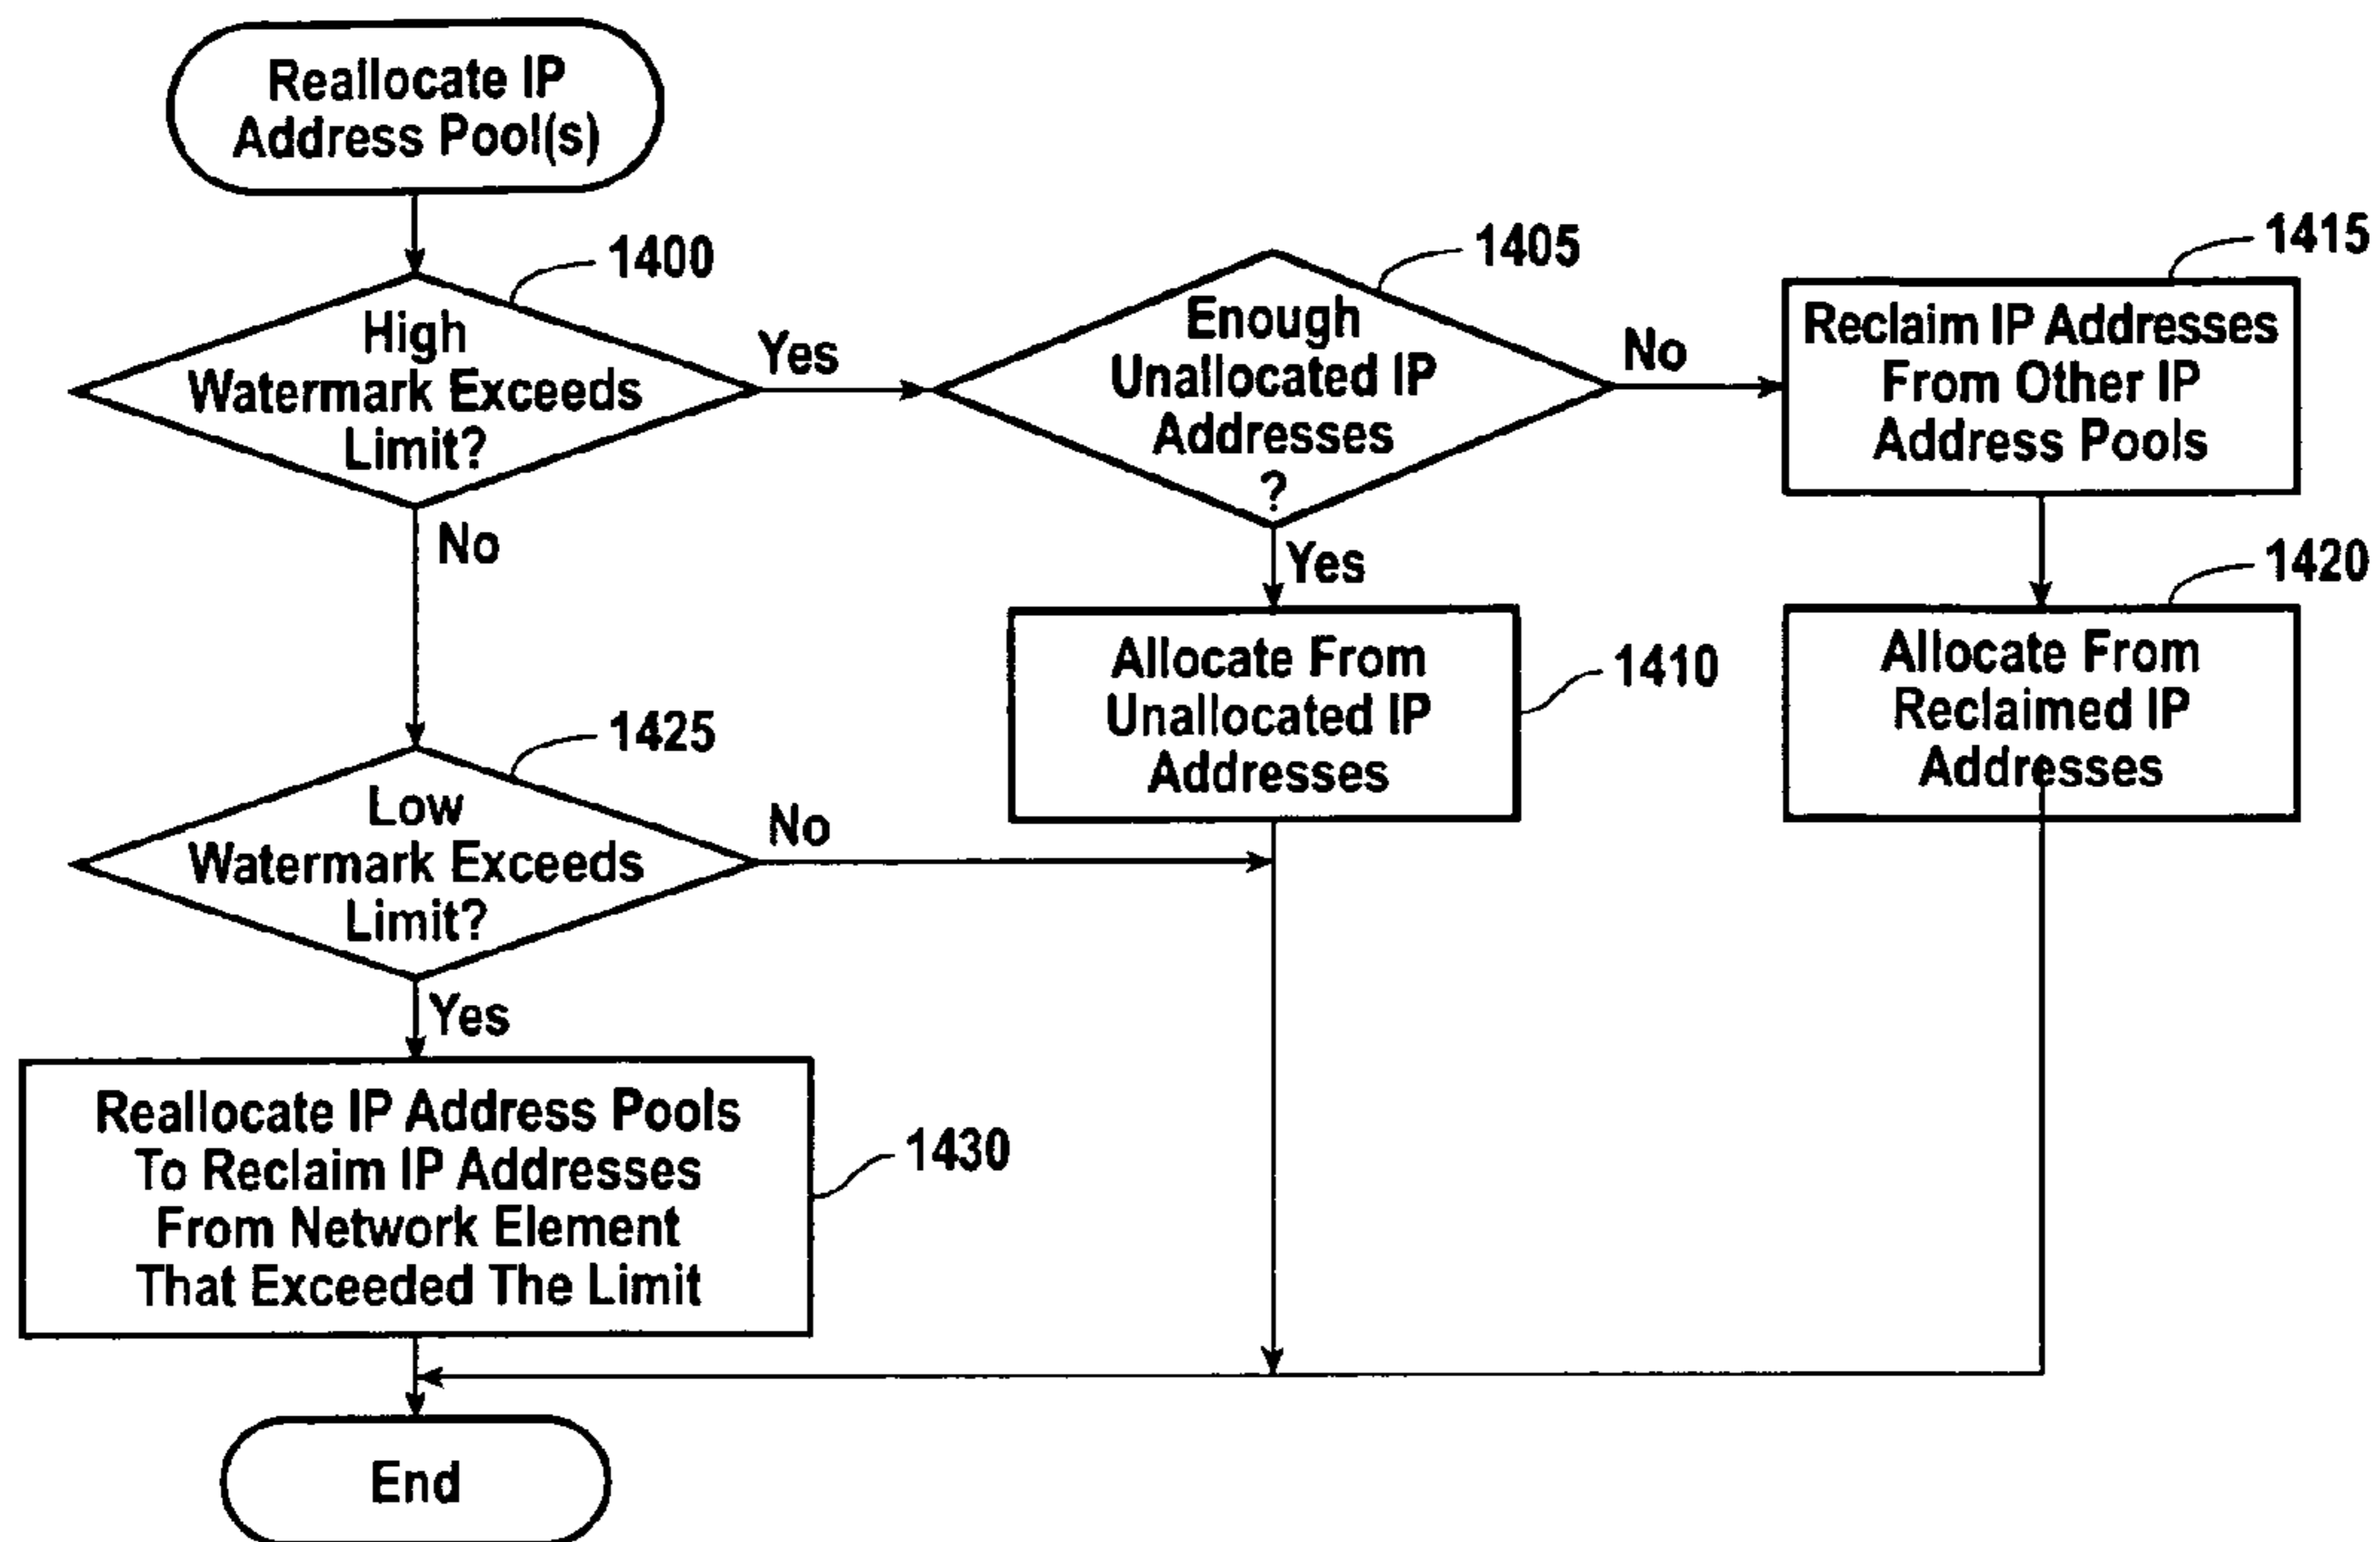 Reallocate IP
Address Pool(s)
1400
High
Watermark Exceeds
Limit?
Yes
No
1405
Enough
Unallocated IP
Addresses
?
No
Yes
1415
Reclaim IP Addresses
From Other IP
Address Pools
1420
Allocate From
Reclaimed IP
Addresses
1410
Allocate From
Unallocated IP
Addresses
1425
Low
Watermark Exceeds
Limit?
No
Yes
1430
Reallocate IP Address Pools
To Reclaim IP Addresses
From Network Element
That Exceeded The Limit
End